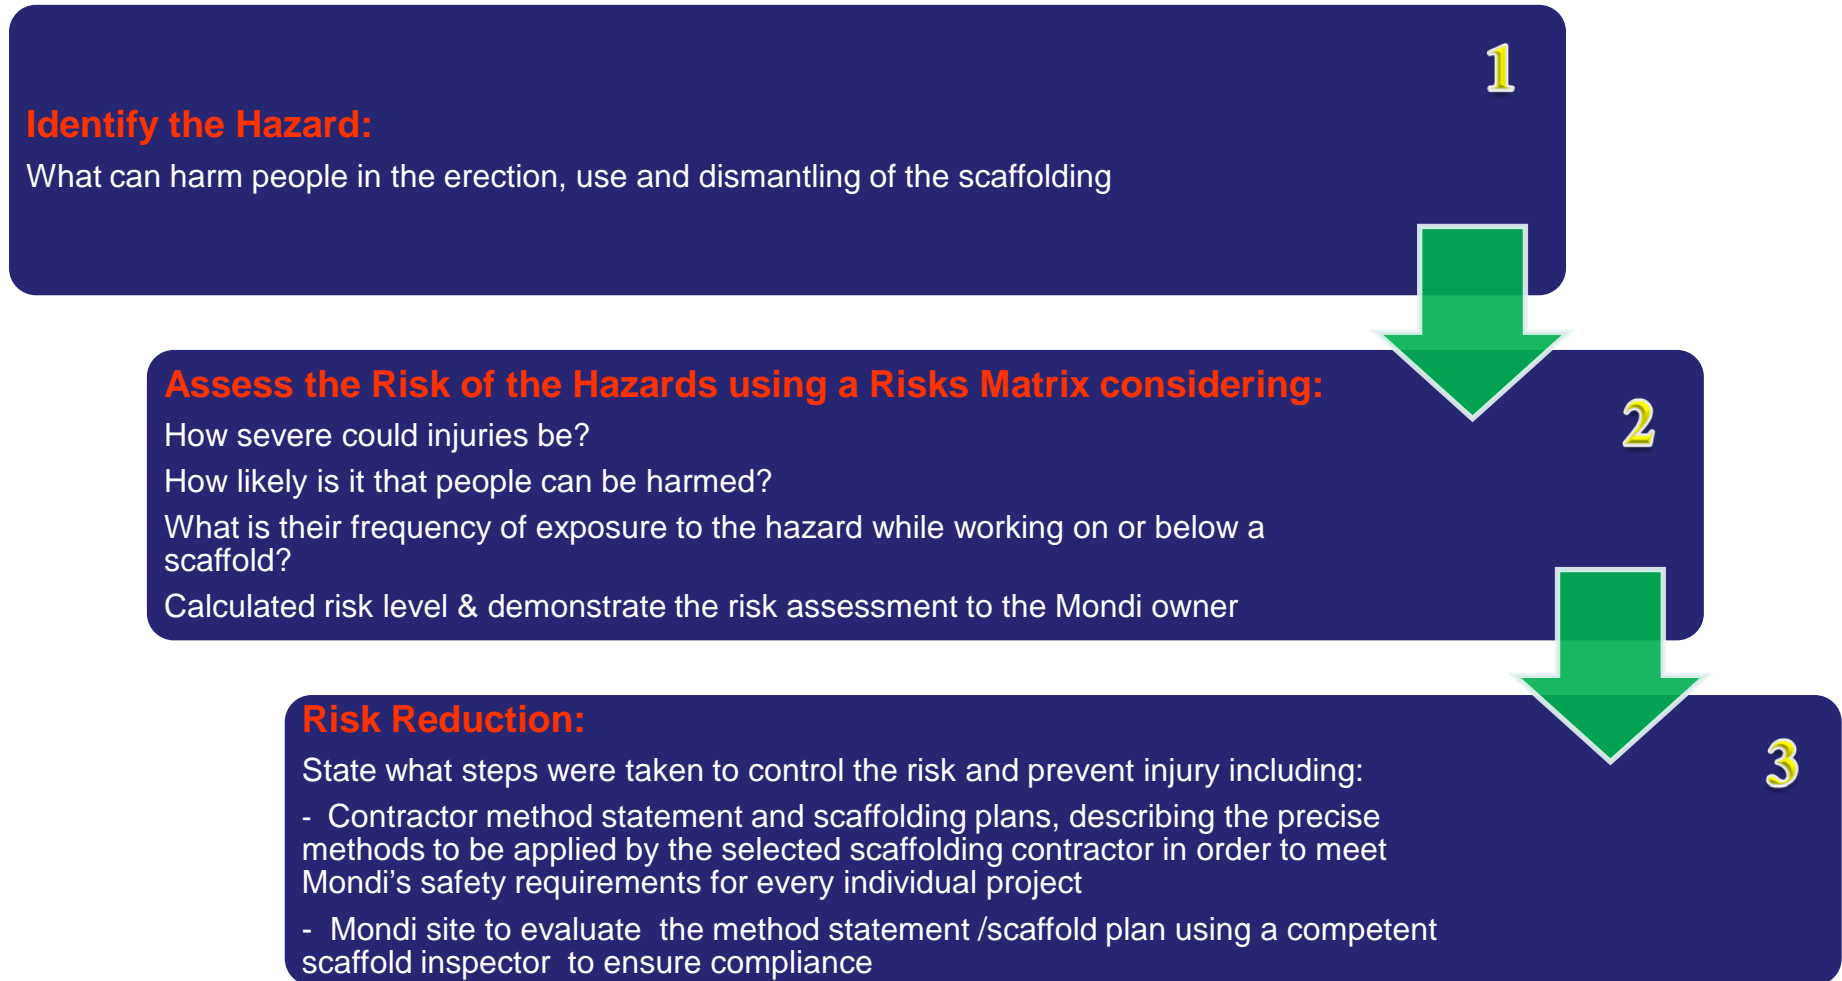 1
Identify the Hazard:
What can harm people in the erection, use and dismantling of the scaffolding
Assess the Risk of the Hazards using a Risks Matrix considering:
2
How severe could injuries be?
How likely is it that people can be harmed?
What is their frequency of exposure to the hazard while working on or below a
scaffold?
Calculated risk level & demonstrate the risk assessment to the Mondi owner
Risk Reduction:
3
State what steps were taken to control the risk and prevent injury including:
- Contractor method statement and scaffolding plans, describing the precise
methods to be applied by the selected scaffolding contractor in order to meet
Mondi’s safety requirements for every individual project
- Mondi site to evaluate the method statement /scaffold plan using a competent
scaffold inspector to ensure compliance